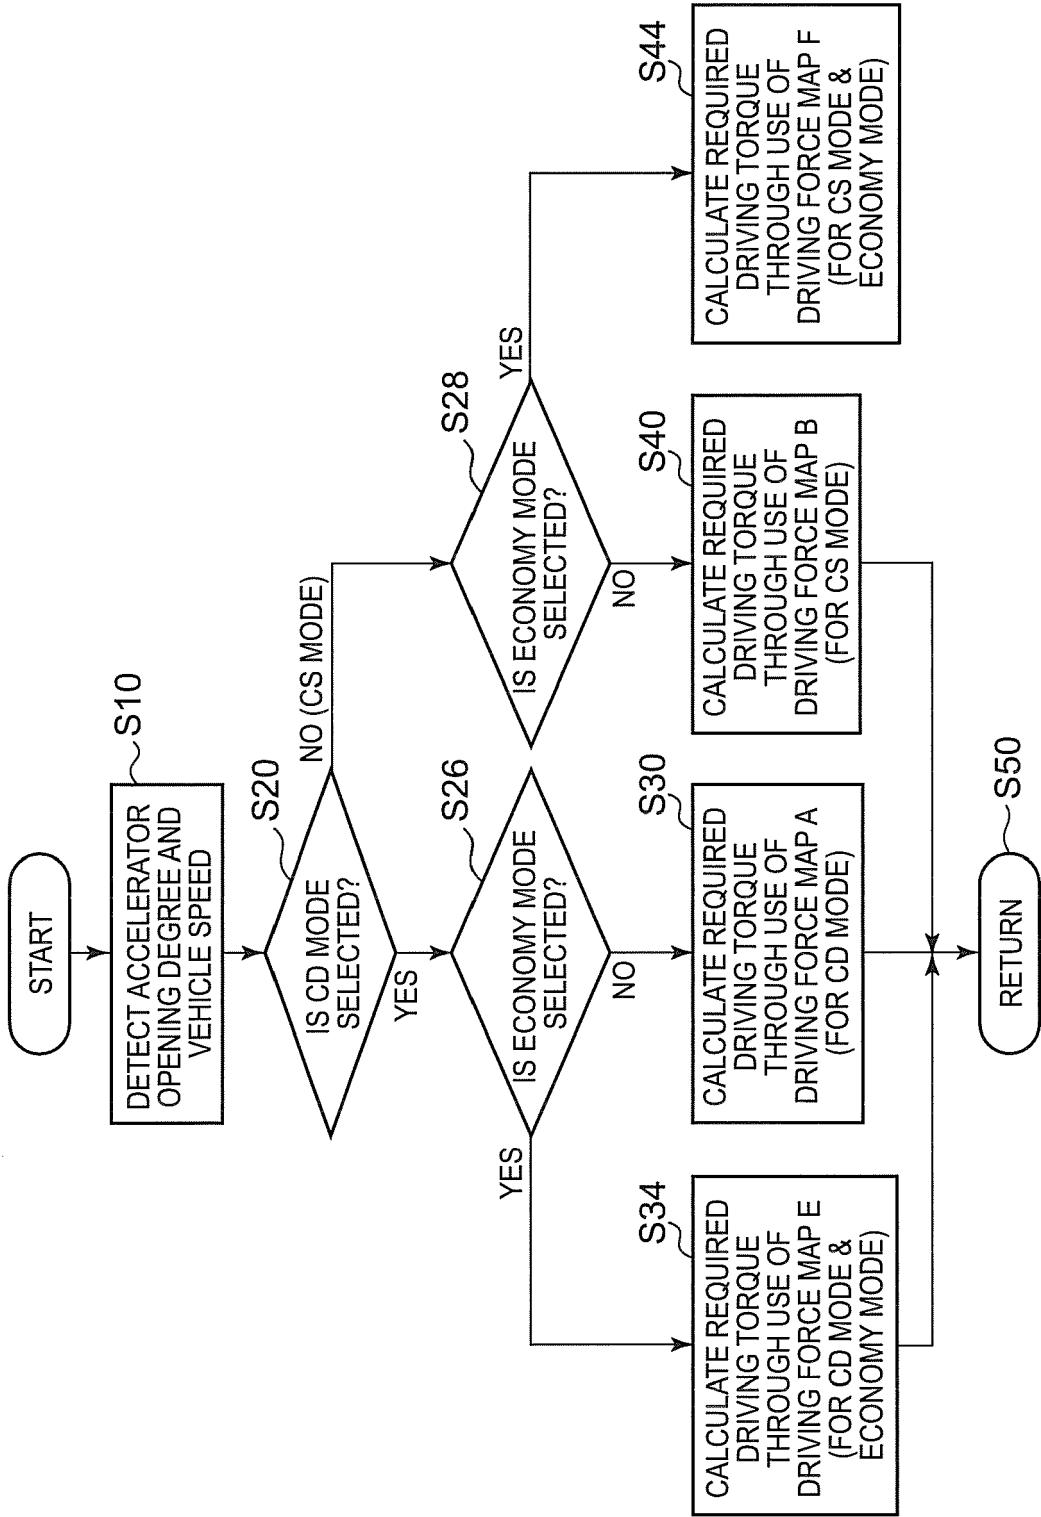 START
S10
DETECT ACCELERATOR
OPENING DEGREE AND
VEHICLE SPEED
S20
IS CD MODE
SELECTED?
NO (CS MODE)
YES
S26
IS ECONOMY MODE
SELECTED?
YES
NO
S28
IS ECONOMY MODE
SELECTED?
YES
NO
S34
CALCULATE REQUIRED
DRIVING TORQUE
THROUGH USE OF
DRIVING FORCE MAP E
(FOR CD MODE &
ECONOMY MODE)
S30
CALCULATE REQUIRED
DRIVING TORQUE
THROUGH USE OF
DRIVING FORCE MAP A
(FOR CD MODE)
S40
CALCULATE REQUIRED
DRIVING TORQUE
THROUGH USE OF
DRIVING FORCE MAP B
(FOR CS MODE)
S44
CALCULATE REQUIRED
DRIVING TORQUE
THROUGH USE OF
DRIVING FORCE MAP F
(FOR CS MODE &
ECONOMY MODE)
S50
RETURN